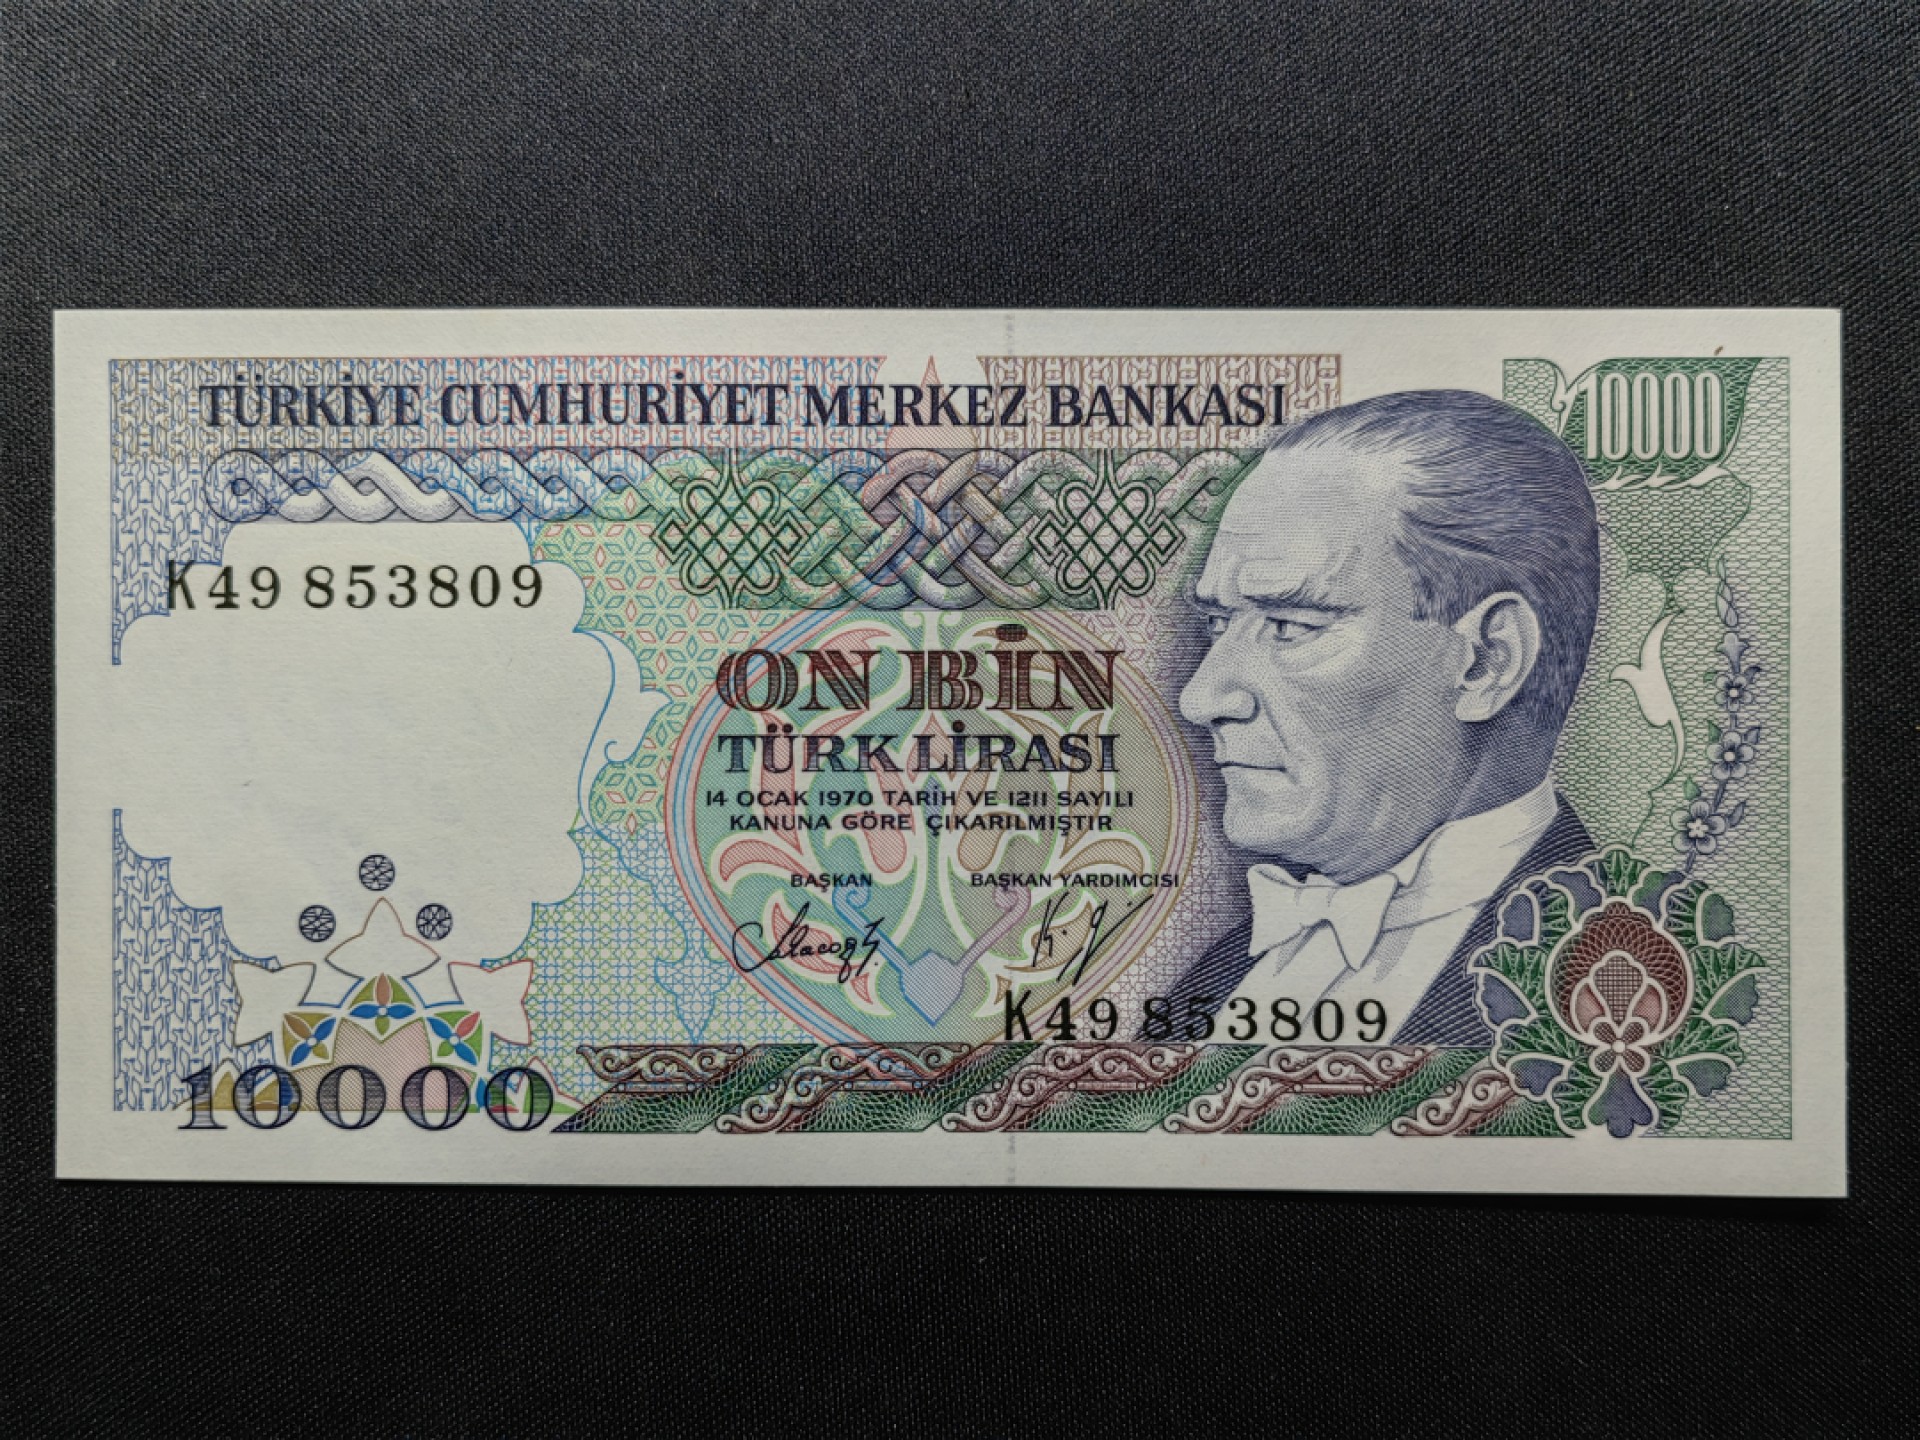 TÜRKİYE CUMHURİYET MERKEZ BANKASI
10000
K49 853809
ON BİN
TÜRK LİRASI
14 OCAK 1970 TARİH VE 1211 SAYILI
KANUNA GÖRE ÇIKARILMIŞTIR
BAŞKAN BAŞKAN YARDIMCISI
K49 853809
10000